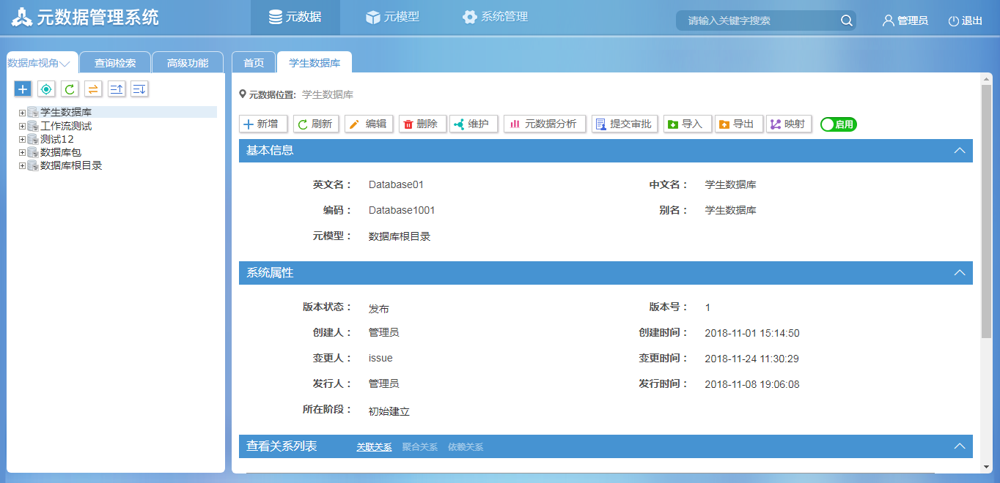 元数据管理系统
元数据 元模型 系统管理
请输入关键字搜索
管理员 退出
数据库视角 查询检索 高级功能
首页 学生数据库
学生数据库
工作流测试
测试12
数据库包
数据库根目录
元数据位置: 学生数据库
新增 刷新 编辑 删除 维护 元数据分析 提交审批 导入 导出 映射 启用
基本信息
英文名： Database01 中文名： 学生数据库
编码： Database1001 别名： 学生数据库
元模型： 数据库根目录
系统属性
版本状态： 发布 版本号： 1
创建人： 管理员 创建时间： 2018-11-01 15:14:50
变更人： issue 变更时间： 2018-11-24 11:30:29
发行人： 管理员 发行时间： 2018-11-08 19:06:08
所在阶段： 初始建立
查看关系列表 关联关系 聚合关系 依赖关系